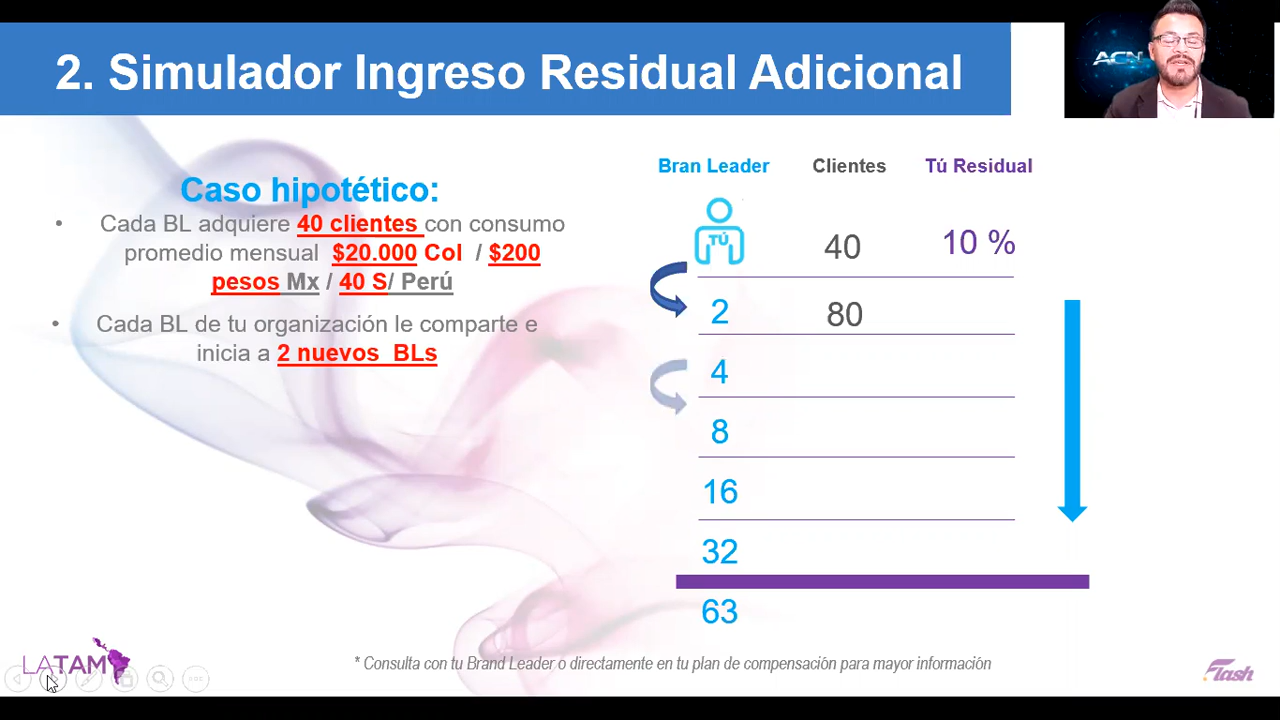 2. Simulador Ingreso Residual Adicional
ACN
Caso hipotético:
• Cada BL adquiere 40 clientes con consumo
promedio mensual $20.000 Col / $200
pesos Mx / 40 S/ Perú
• Cada BL de tu organización le comparte e
inicia a 2 nuevos BLs
Bran Leader Clientes Tú Residual
TÚ 40 10 %
2 80
4
8
16
32
63
* Consulta con tu Brand Leader o directamente en tu plan de compensación para mayor información
LATAM
Flash